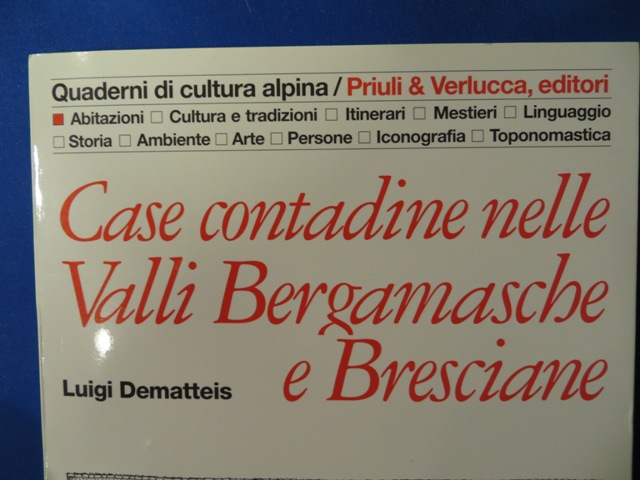 Quaderni di cultura alpina / Priuli & Verlucca, editori
■ Abitazioni □ Cultura e tradizioni □ Itinerari □ Mestieri □ Linguaggio
□ Storia □ Ambiente □ Arte □ Persone □ Iconografia □ Toponomastica
Case contadine nelle
Valli Bergamasche
e Bresciane
Luigi Dematteis